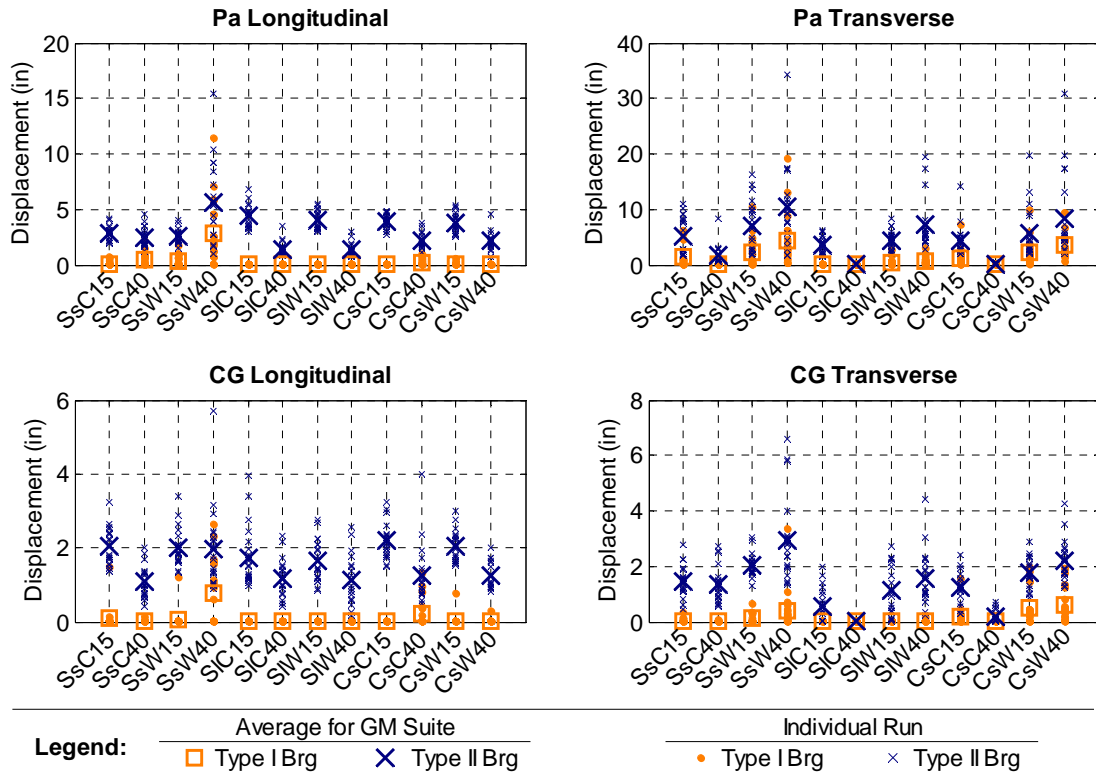 Pa Longitudinal
Displacement (in)
20
15
10
5
0
SsC15 SsC40 SsW15 SsW40 SlC15 SlC40 SlW15 SlW40 CsC15 CsC40 CsW15 CsW40
Pa Transverse
Displacement (in)
40
30
20
10
0
SsC15 SsC40 SsW15 SsW40 SlC15 SlC40 SlW15 SlW40 CsC15 CsC40 CsW15 CsW40
CG Longitudinal
Displacement (in)
6
4
2
0
SsC15 SsC40 SsW15 SsW40 SlC15 SlC40 SlW15 SlW40 CsC15 CsC40 CsW15 CsW40
CG Transverse
Displacement (in)
8
6
4
2
0
SsC15 SsC40 SsW15 SsW40 SlC15 SlC40 SlW15 SlW40 CsC15 CsC40 CsW15 CsW40
Legend:
Average for GM Suite
Type I Brg Type II Brg
Individual Run
Type I Brg Type II Brg